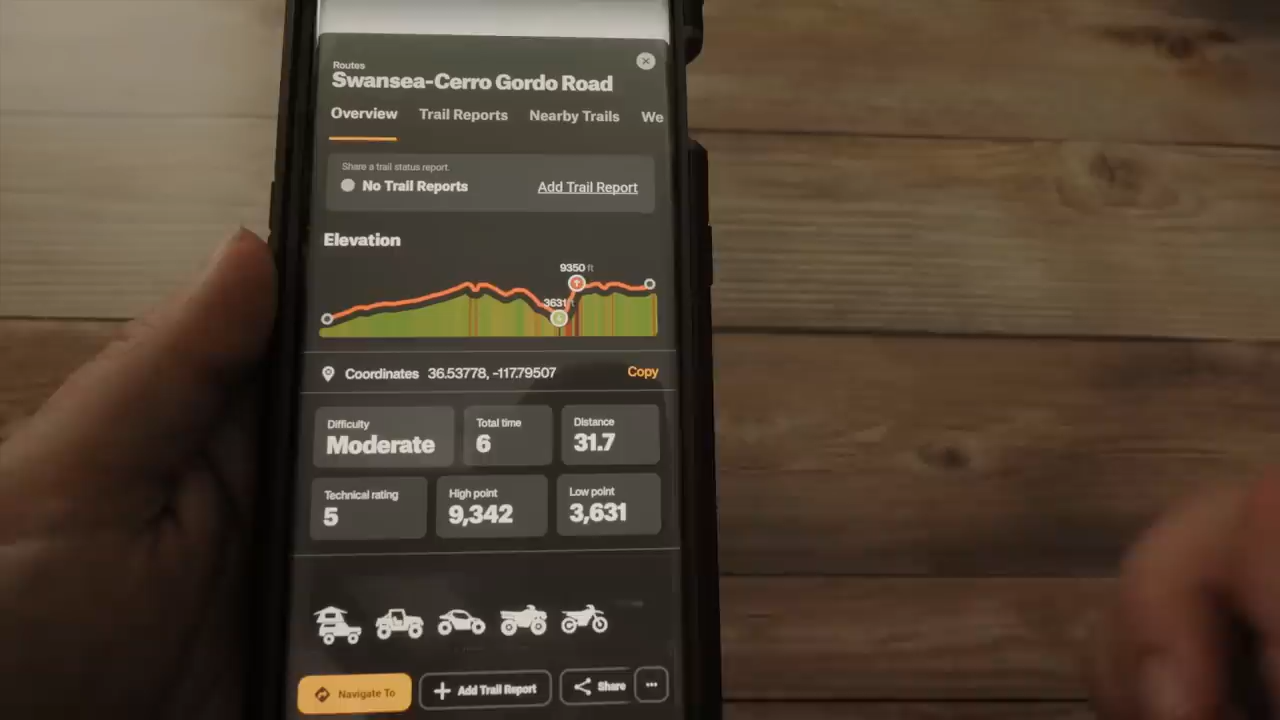 Routes
Swansea-Cerro Gordo Road
Overview Trail Reports Nearby Trails We
Share a trail status report.
No Trail Reports Add Trail Report
Elevation
9350 ft
3631
Coordinates 36.53778, -117.79507 Copy
Difficulty Total time Distance
Moderate 6 31.7
Technical rating High point Low point
5 9,342 3,631
Navigate To Add Trail Report Share